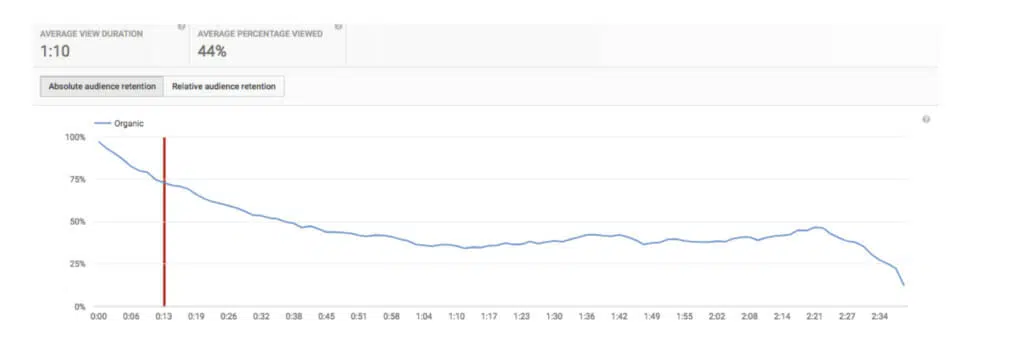 AVERAGE VIEW DURATION
1:10
AVERAGE PERCENTAGE VIEWED
44%
Absolute audience retention Relative audience retention
Organic
100%
75%
50%
25%
0%
0:00 0:06 0:13 0:19 0:26 0:32 0:38 0:45 0:51 0:58 1:04 1:10 1:17 1:23 1:30 1:36 1:42 1:49 1:55 2:02 2:08 2:14 2:21 2:27 2:34